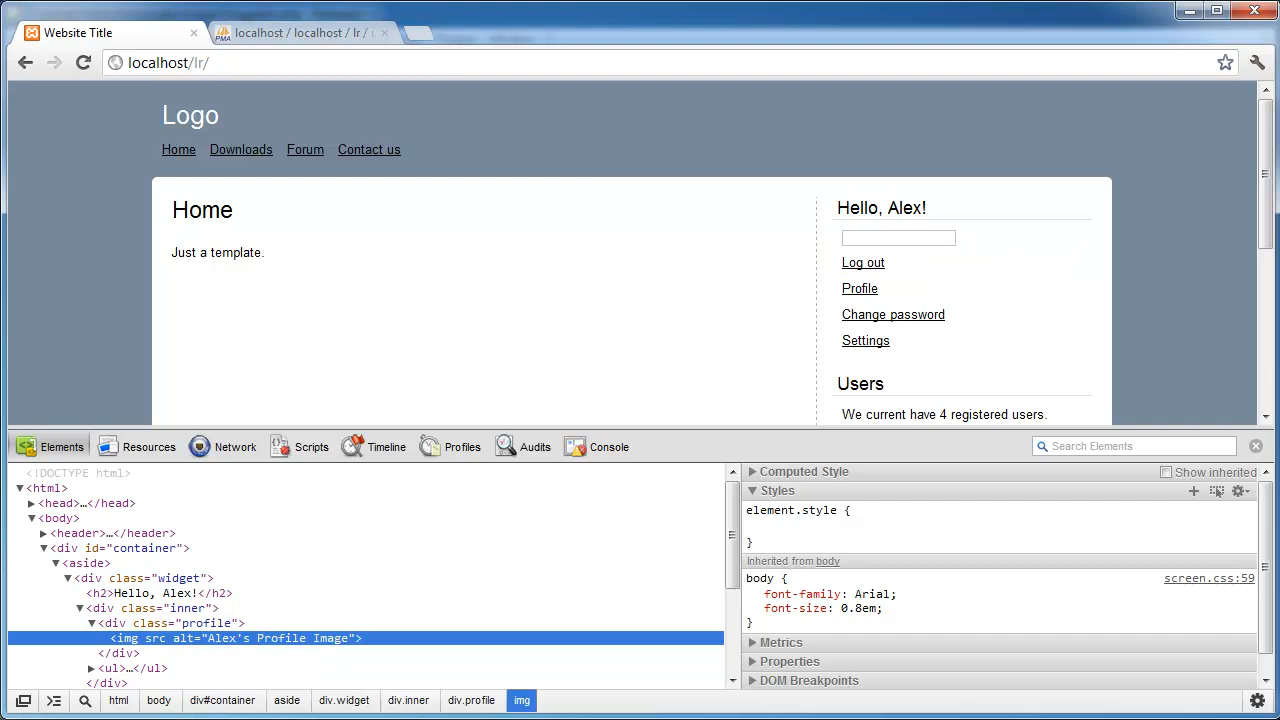 Website Title
localhost / localhost / lr /
localhost/lr/
Logo
Home Downloads Forum Contact us
Home
Just a template.
Hello, Alex!
Log out
Profile
Change password
Settings
Users
We current have 4 registered users.
Elements Resources Network Scripts Timeline Profiles Audits Console Search Elements
<!DOCTYPE html>
▼<html>
▶<head>…</head>
▼<body>
▶<header>…</header>
▼<div id="container">
▼<aside>
▼<div class="widget">
<h2>Hello, Alex!</h2>
▼<div class="inner">
▼<div class="profile">
<img src alt="Alex's Profile Image">
</div>
▶<ul>…</ul>
</div>
▶ Computed Style Show inherited
▼ Styles
element.style {
}
Inherited from body
body { screen.css:59
font-family: Arial;
font-size: 0.8em;
}
▶ Metrics
▶ Properties
▶ DOM Breakpoints
html body div#container aside div.widget div.inner div.profile img